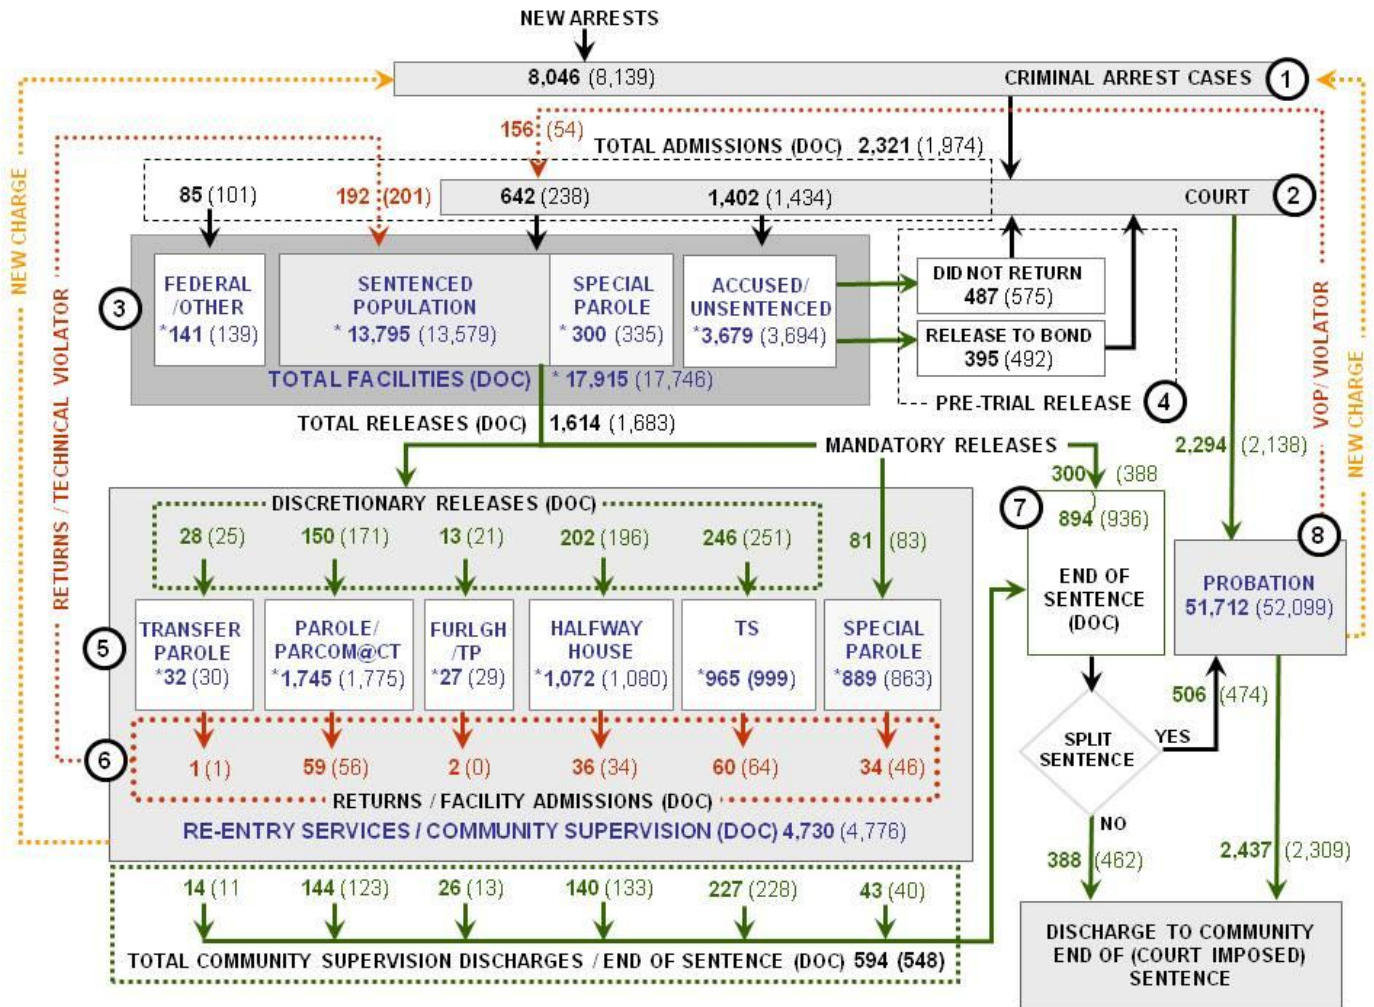 NEW ARRESTS
8,046 (8,139)
CRIMINAL ARREST CASES
1
156 (54)
TOTAL ADMISSIONS (DOC) 2,321 (1,974)
85 (101)
192 (201)
642 (238)
1,402 (1,434)
COURT
2
3
FEDERAL
/OTHER
*141 (139)
SENTENCED
POPULATION
*13,795 (13,579)
SPECIAL
PAROLE
*300 (335)
ACCUSED/
UNSENTENCED
*3,679 (3,694)
TOTAL FACILITIES (DOC) *17,915 (17,746)
DID NOT RETURN
487 (575)
RELEASE TO BOND
395 (492)
PRE-TRIAL RELEASE
4
NEW CHARGE
RETURNS / TECHNICAL VIOLATOR
VOP/ VIOLATOR
NEW CHARGE
TOTAL RELEASES (DOC) 1,614 (1,683)
MANDATORY RELEASES
2,294 (2,138)
300 (388
)
DISCRETIONARY RELEASES (DOC)
28 (25)
150 (171)
13 (21)
202 (196)
246 (251)
81 (83)
7
894 (936)
END OF
SENTENCE
(DOC)
8
PROBATION
51,712 (52,099)
5
TRANSFER
PAROLE
*32 (30)
PAROLE/
PARCOM@CT
*1,745 (1,775)
FURLGH
/TP
*27 (29)
HALFWAY
HOUSE
*1,072 (1,080)
TS
*965 (999)
SPECIAL
PAROLE
*889 (863)
506 (474)
SPLIT
SENTENCE
YES
6
1 (1)
59 (56)
2 (0)
36 (34)
60 (64)
34 (46)
RETURNS / FACILITY ADMISSIONS (DOC)
RE-ENTRY SERVICES / COMMUNITY SUPERVISION (DOC) 4,730 (4,776)
NO
388 (462)
2,437 (2,309)
14 (11
144 (123)
26 (13)
140 (133)
227 (228)
43 (40)
TOTAL COMMUNITY SUPERVISION DISCHARGES / END OF SENTENCE (DOC) 594 (548)
DISCHARGE TO COMMUNITY
END OF (COURT IMPOSED)
SENTENCE